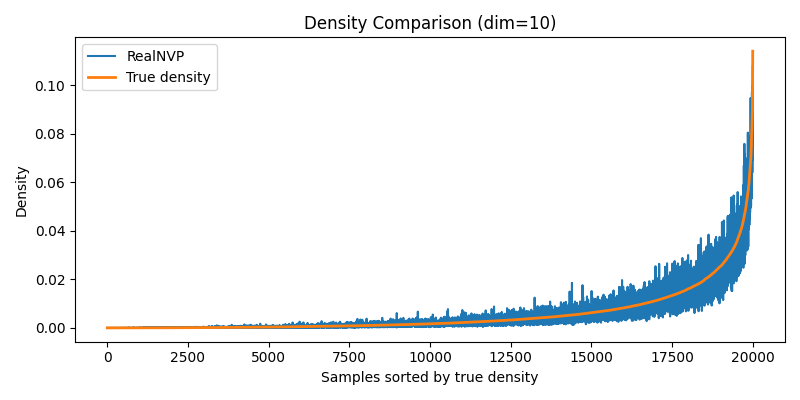 Density Comparison (dim=10)
RealNVP
True density
0.10
0.08
0.06
0.04
0.02
0.00
Density
0 2500 5000 7500 10000 12500 15000 17500 20000
Samples sorted by true density